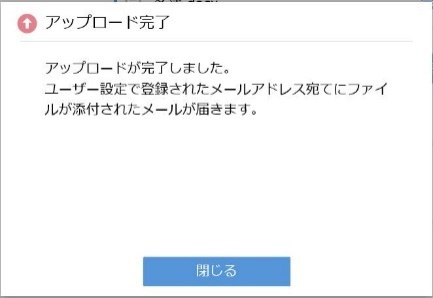 アップロード完了
アップロードが完了しました。
ユーザー設定で登録されたメールアドレス宛てにファイ
ルが添付されたメールが届きます。
閉じる